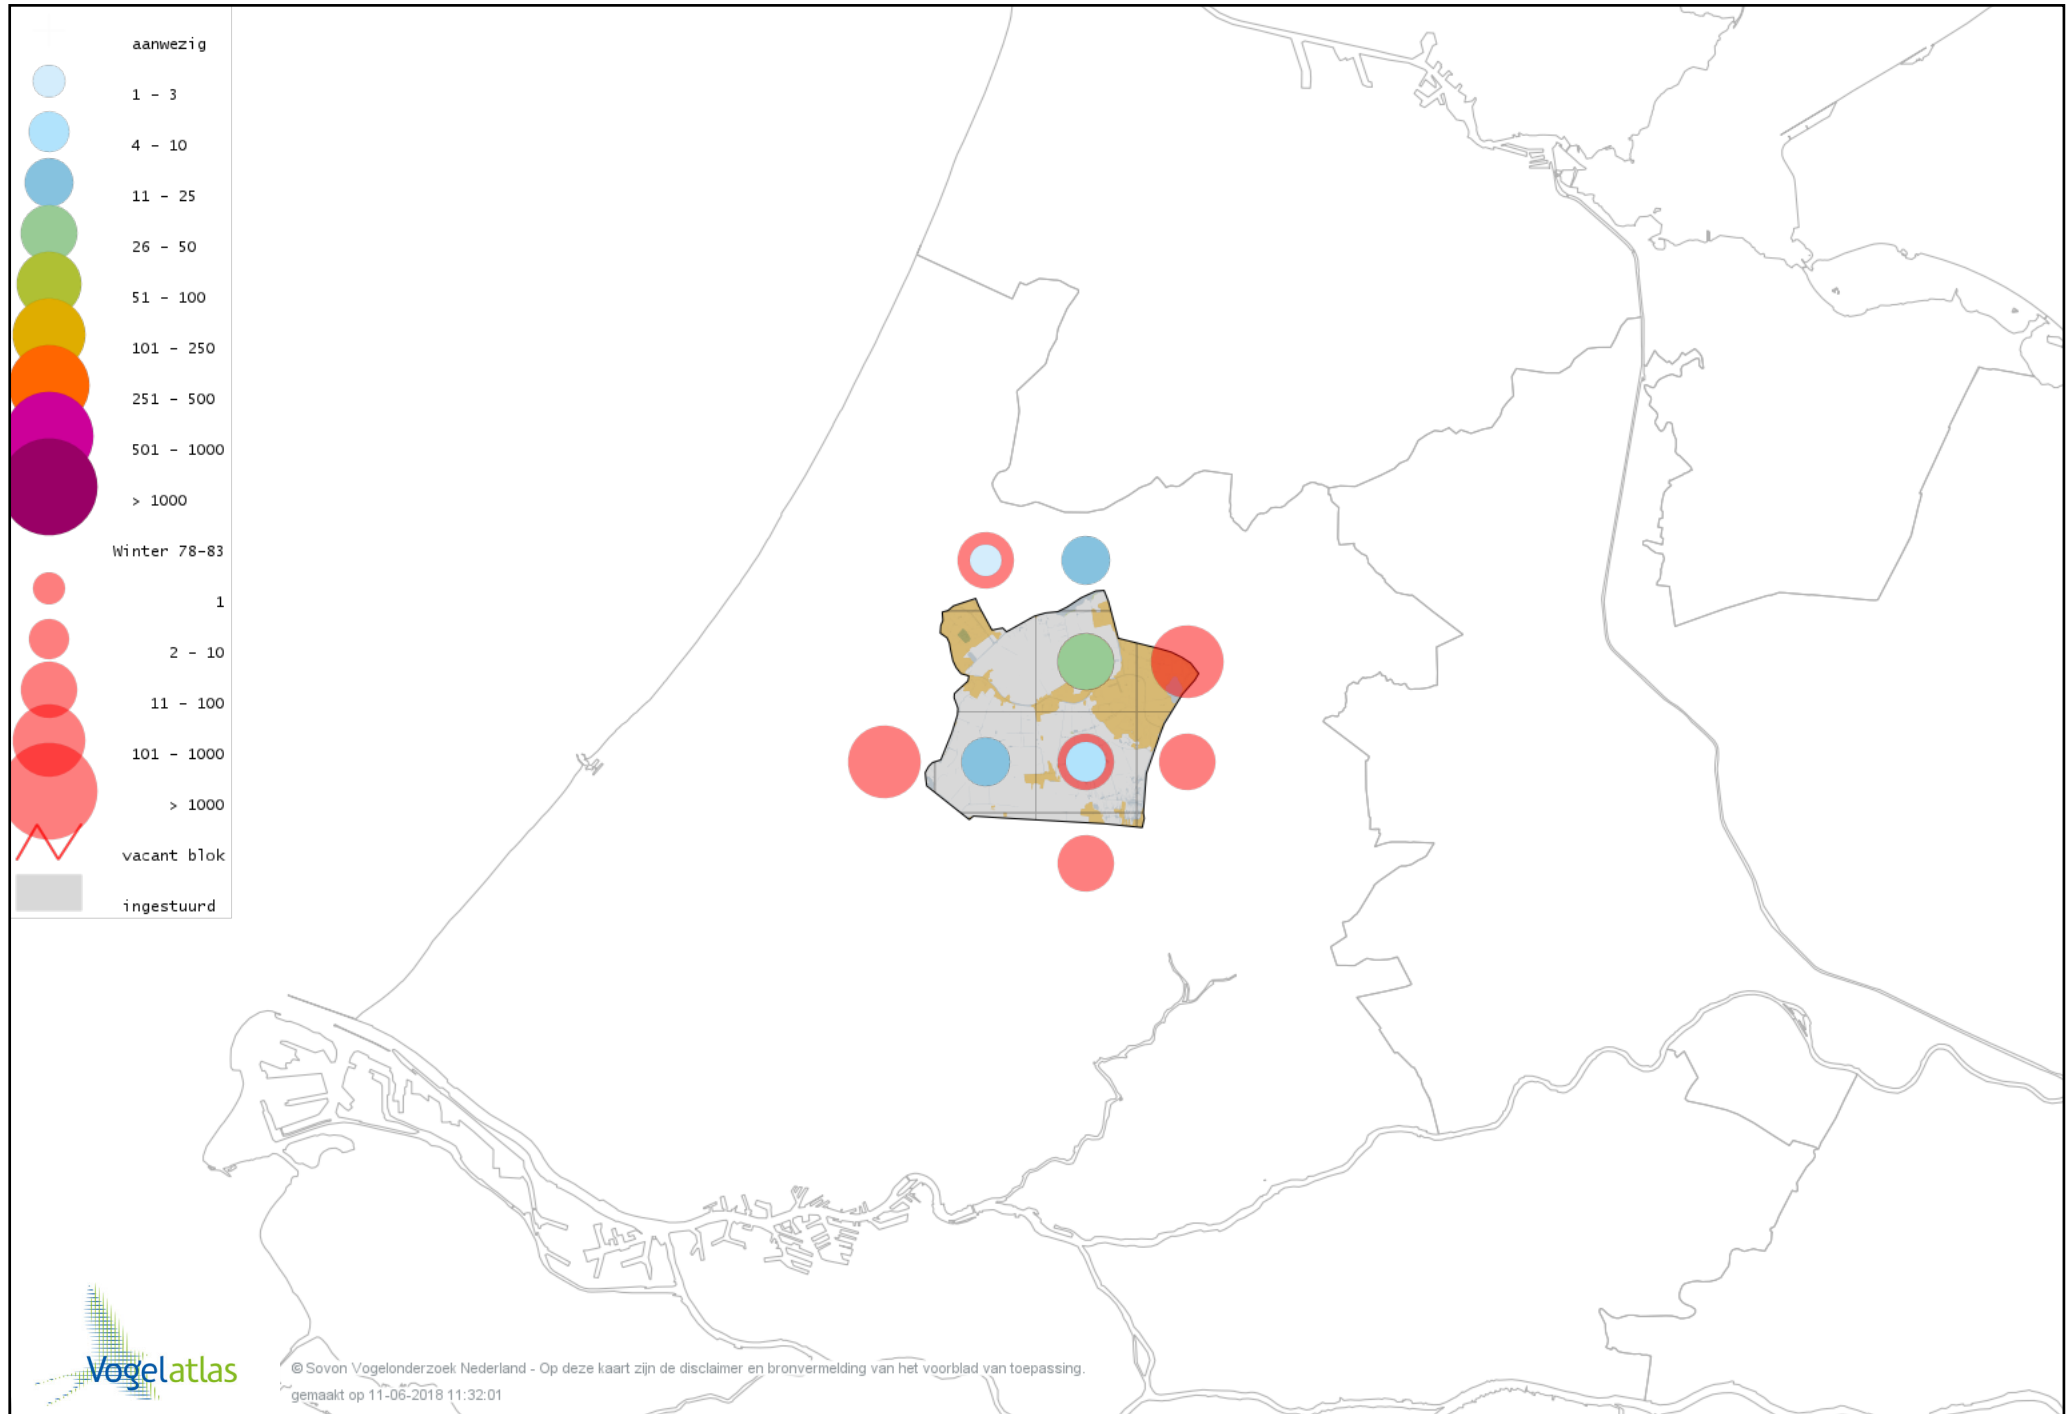 aanwezig
1 - 3
4 - 10
11 - 25
26 - 50
51 - 100
101 - 250
251 - 500
501 - 1000
> 1000
Winter 78-83
1
2 - 10
11 - 100
101 - 1000
> 1000
vacant blok
ingestuurd
Vogelatlas
© Sovon Vogelonderzoek Nederland - Op deze kaart zijn de disclaimer en bronvermelding van het voorblad van toepassing.
gemaakt op 11-06-2018 11:32:01